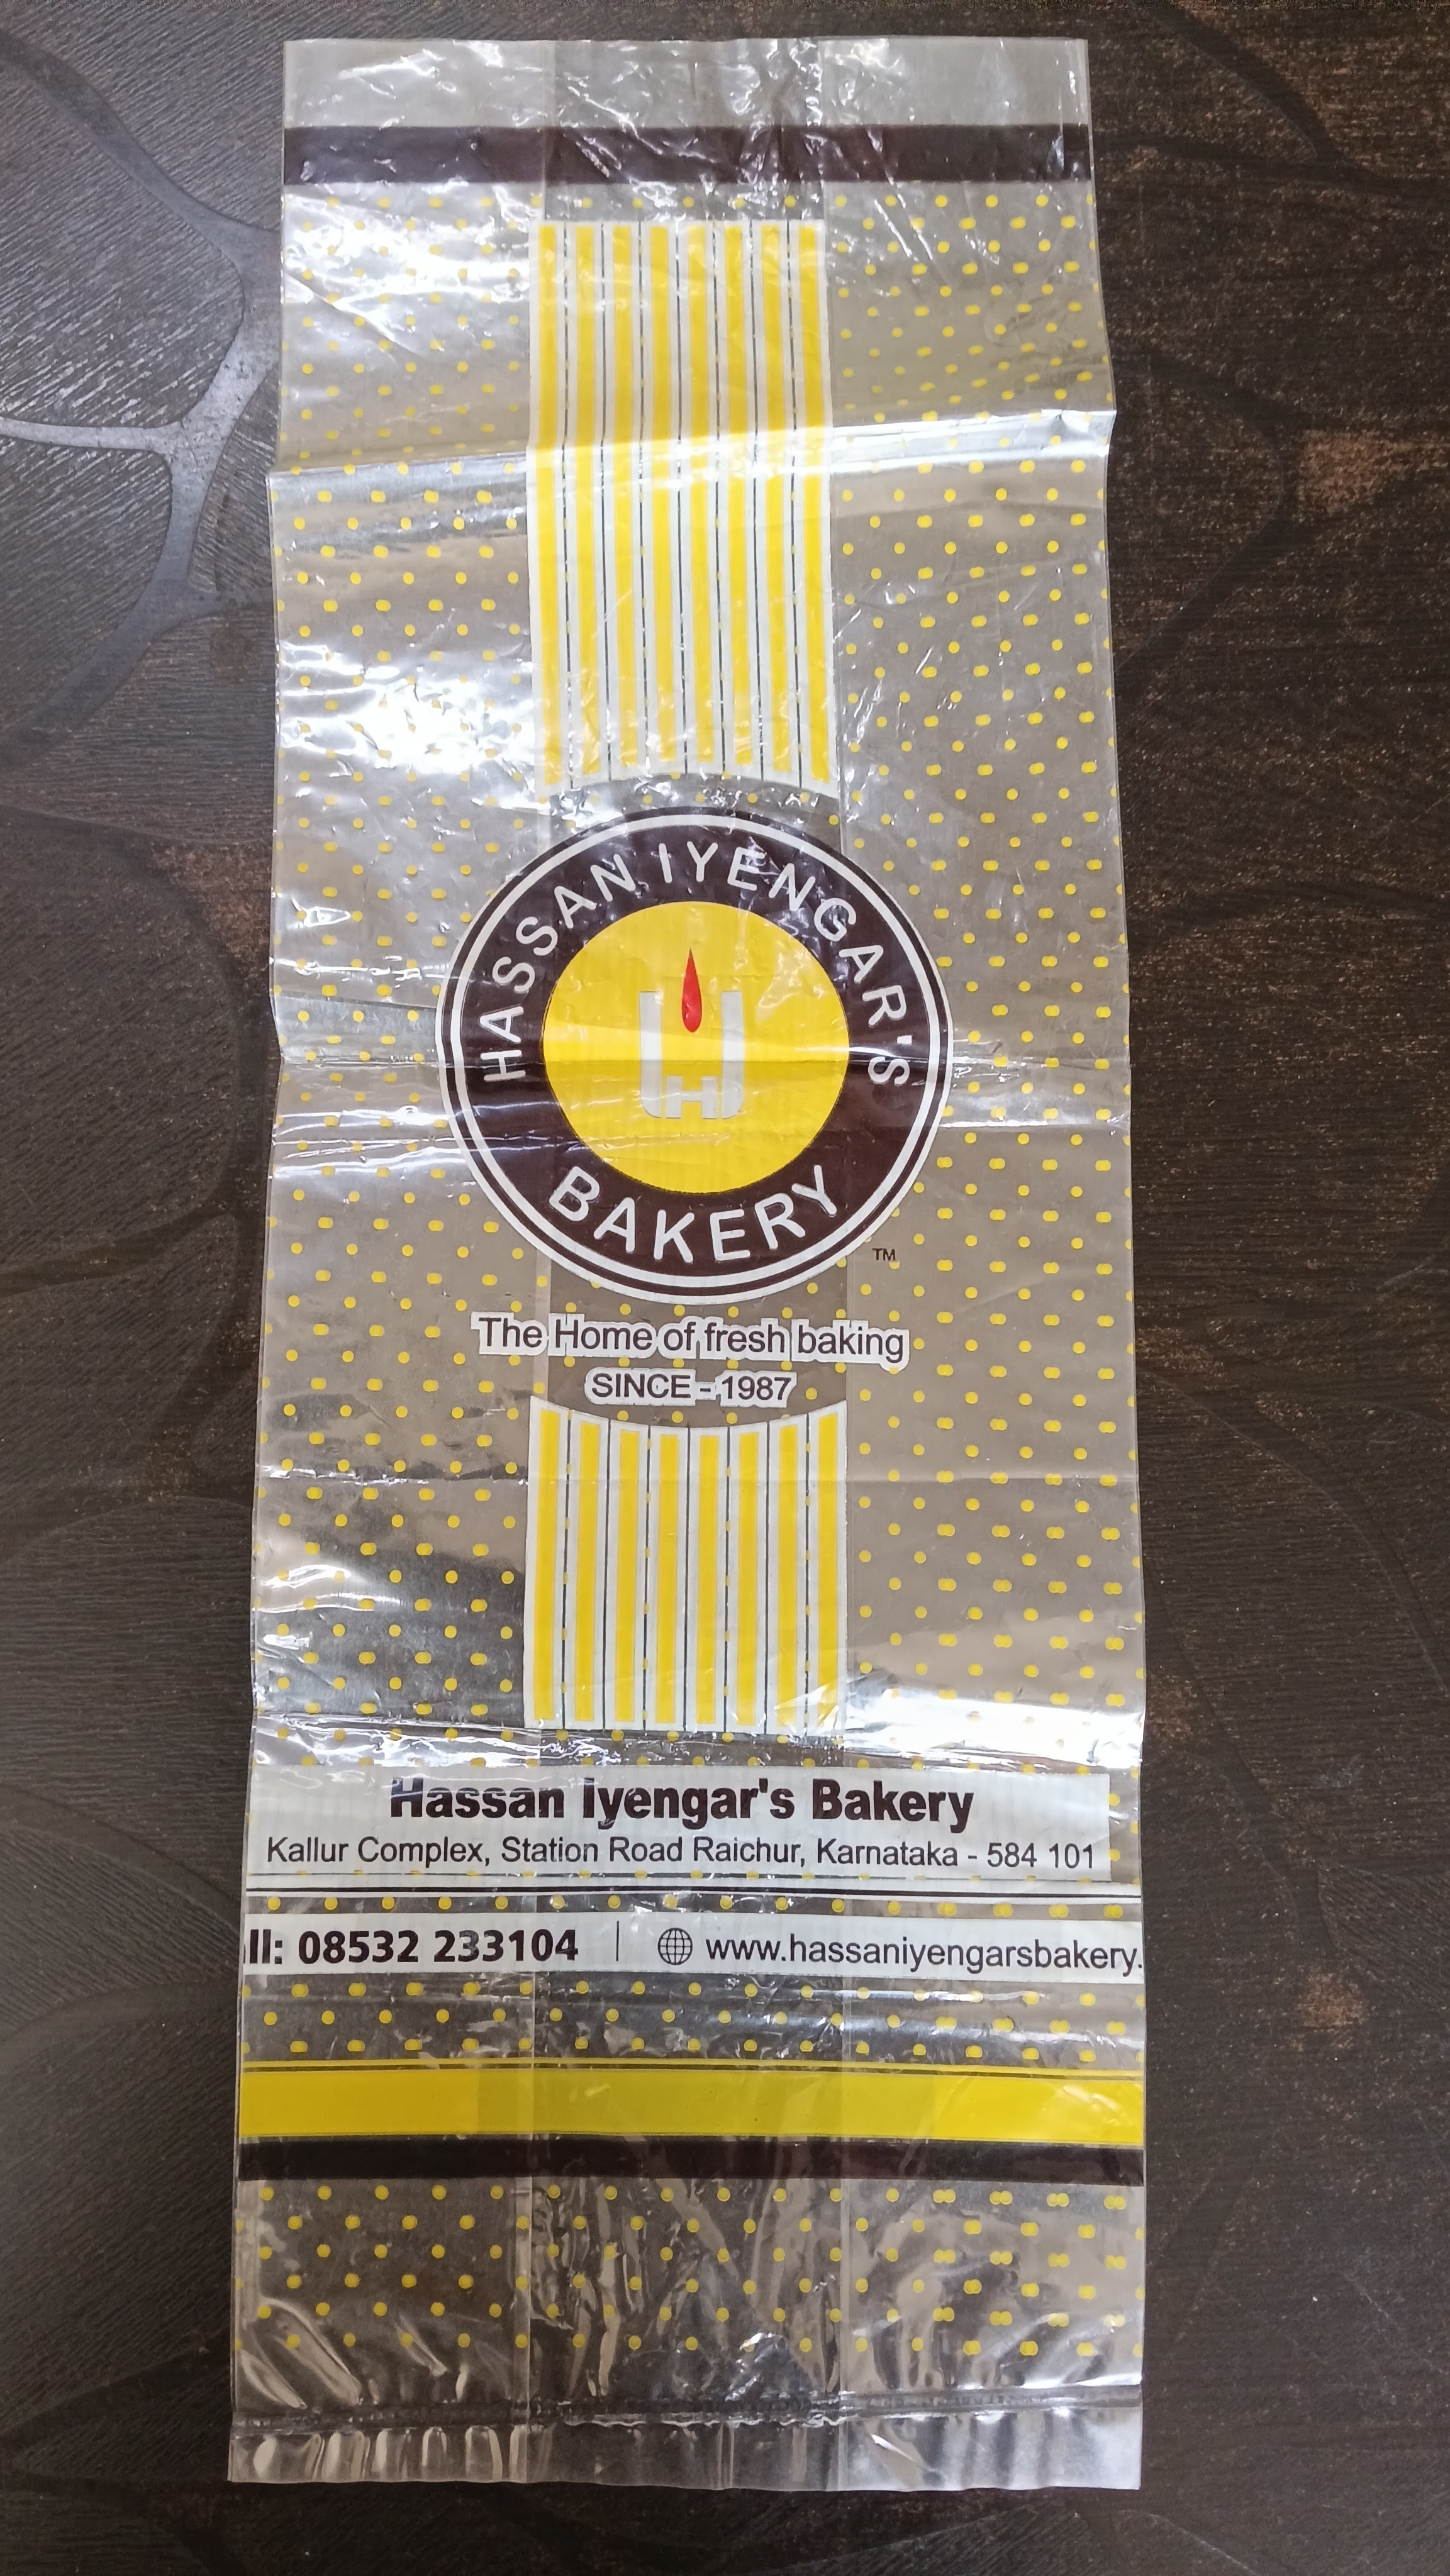 HASSAN IYENGAR'S
H
BAKERY
TM
The Home of fresh baking
SINCE - 1987
Hassan Iyengar's Bakery
Kallur Complex, Station Road Raichur, Karnataka - 584 101
ll: 08532 233104 | www.hassaniyengarsbakery.